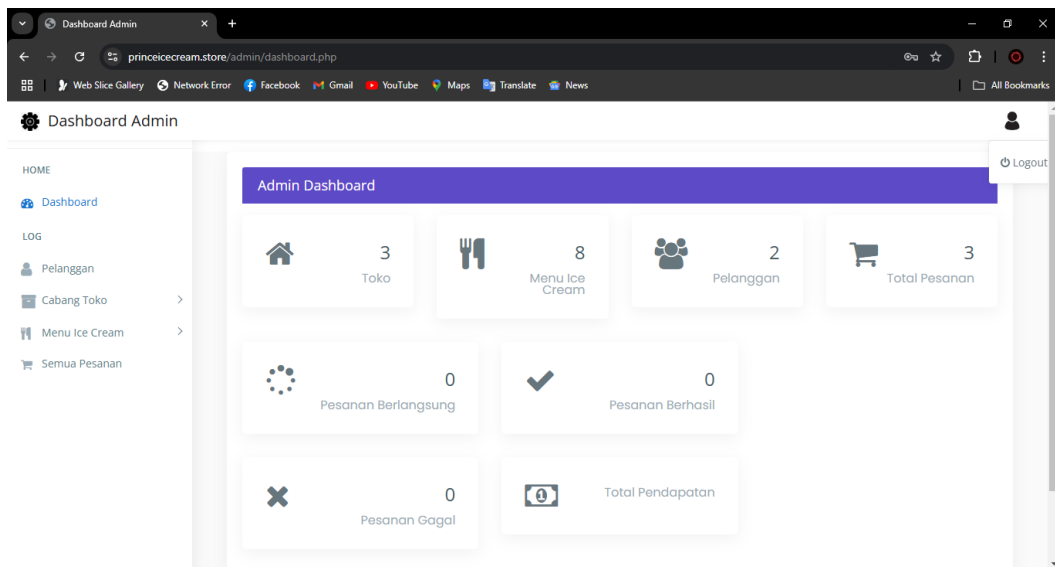 Dashboard Admin
princeicecream.store/admin/dashboard.php
Web Slice Gallery Network Error Facebook Gmail YouTube Maps Translate News All Bookmarks
Dashboard Admin
Logout
HOME
Dashboard
LOG
Pelanggan
Cabang Toko
Menu Ice Cream
Semua Pesanan
Admin Dashboard
3
Toko
8
Menu Ice
Cream
2
Pelanggan
3
Total Pesanan
0
Pesanan Berlangsung
0
Pesanan Berhasil
0
Pesanan Gagal
1
Total Pendapatan